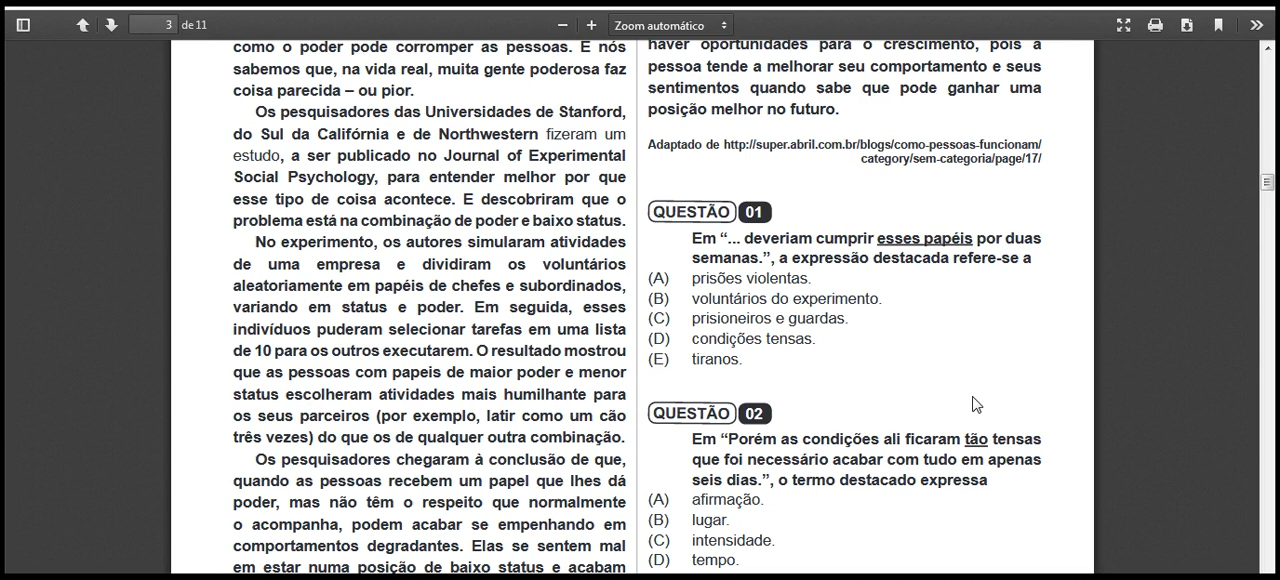 3 de 11
Zoom automático
como o poder pode corromper as pessoas. E nós
sabemos que, na vida real, muita gente poderosa faz
coisa parecida – ou pior.
Os pesquisadores das Universidades de Stanford,
do Sul da Califórnia e de Northwestern fizeram um
estudo, a ser publicado no Journal of Experimental
Social Psychology, para entender melhor por que
esse tipo de coisa acontece. E descobriram que o
problema está na combinação de poder e baixo status.
No experimento, os autores simularam atividades
de uma empresa e dividiram os voluntários
aleatoriamente em papéis de chefes e subordinados,
variando em status e poder. Em seguida, esses
indivíduos puderam selecionar tarefas em uma lista
de 10 para os outros executarem. O resultado mostrou
que as pessoas com papeis de maior poder e menor
status escolheram atividades mais humilhante para
os seus parceiros (por exemplo, latir como um cão
três vezes) do que os de qualquer outra combinação.
Os pesquisadores chegaram à conclusão de que,
quando as pessoas recebem um papel que lhes dá
poder, mas não têm o respeito que normalmente
o acompanha, podem acabar se empenhando em
comportamentos degradantes. Elas se sentem mal
em estar numa posição de baixo status e acabam
haver oportunidades para o crescimento, pois a
pessoa tende a melhorar seu comportamento e seus
sentimentos quando sabe que pode ganhar uma
posição melhor no futuro.
Adaptado de http://super.abril.com.br/blogs/como-pessoas-funcionam/
category/sem-categoria/page/17/
QUESTÃO 01
Em “... deveriam cumprir esses papéis por duas
semanas.”, a expressão destacada refere-se a
(A) prisões violentas.
(B) voluntários do experimento.
(C) prisioneiros e guardas.
(D) condições tensas.
(E) tiranos.
QUESTÃO 02
Em “Porém as condições ali ficaram tão tensas
que foi necessário acabar com tudo em apenas
seis dias.”, o termo destacado expressa
(A) afirmação.
(B) lugar.
(C) intensidade.
(D) tempo.